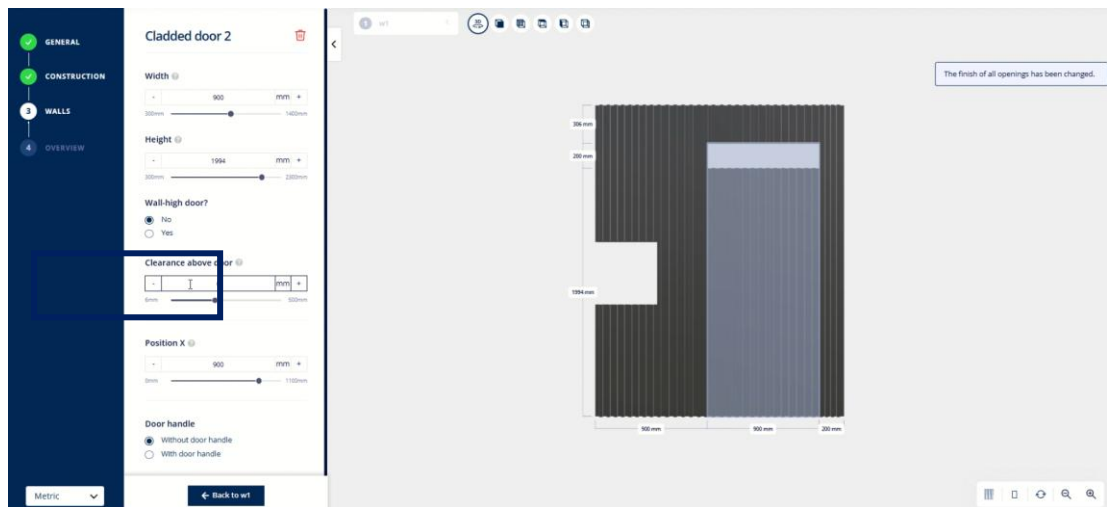 GENERAL
CONSTRUCTION
3 WALLS
4 OVERVIEW
Metric
Cladded door 2
Width
- 900 mm +
300mm 1400mm
Height
- 1994 mm +
300mm 2300mm
Wall-high door?
No
Yes
Clearance above door
- mm +
6mm 500mm
Position X
- 900 mm +
0mm 1100mm
Door handle
Without door handle
With door handle
← Back to w1
1 w1
3D
The finish of all openings has been changed.
306 mm
200 mm
1994 mm
900 mm 900 mm 200 mm